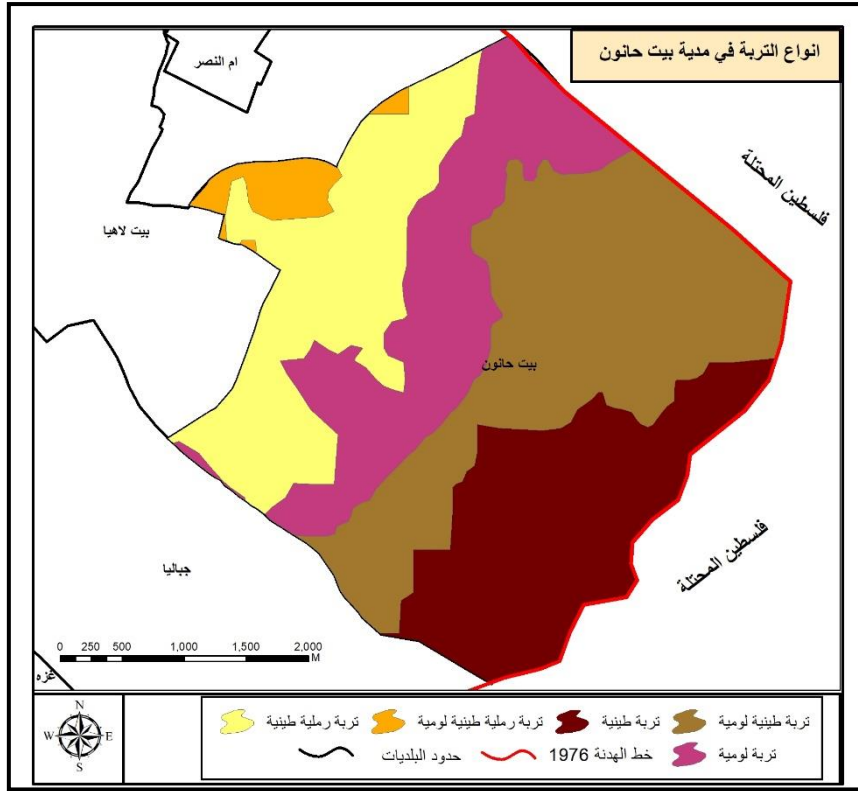 انواع التربة في مدية بيت حانون
ام النصر
فلسطين المحتلة
بيت لاهيا
بيت حانون
فلسطين المحتلة
جباليا
0 250 500 1,000 1,500 2,000
M
غزه
N
W E
S
تربة طينية لومية تربة طينية تربة رملية طينية لومية تربة رملية طينية
تربة لومية خط الهدنة 1976 حدود البلديات